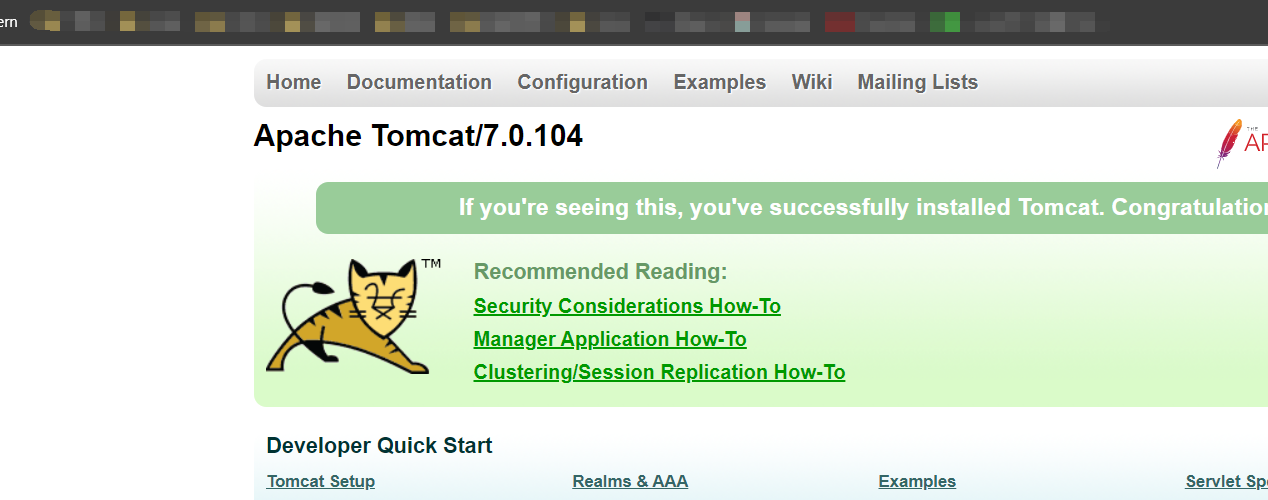 ern
Home Documentation Configuration Examples Wiki Mailing Lists
Apache Tomcat/7.0.104
THE
AP
If you're seeing this, you've successfully installed Tomcat. Congratulation
TM
Recommended Reading:
Security Considerations How-To
Manager Application How-To
Clustering/Session Replication How-To
Developer Quick Start
Tomcat Setup Realms & AAA Examples Servlet Spe